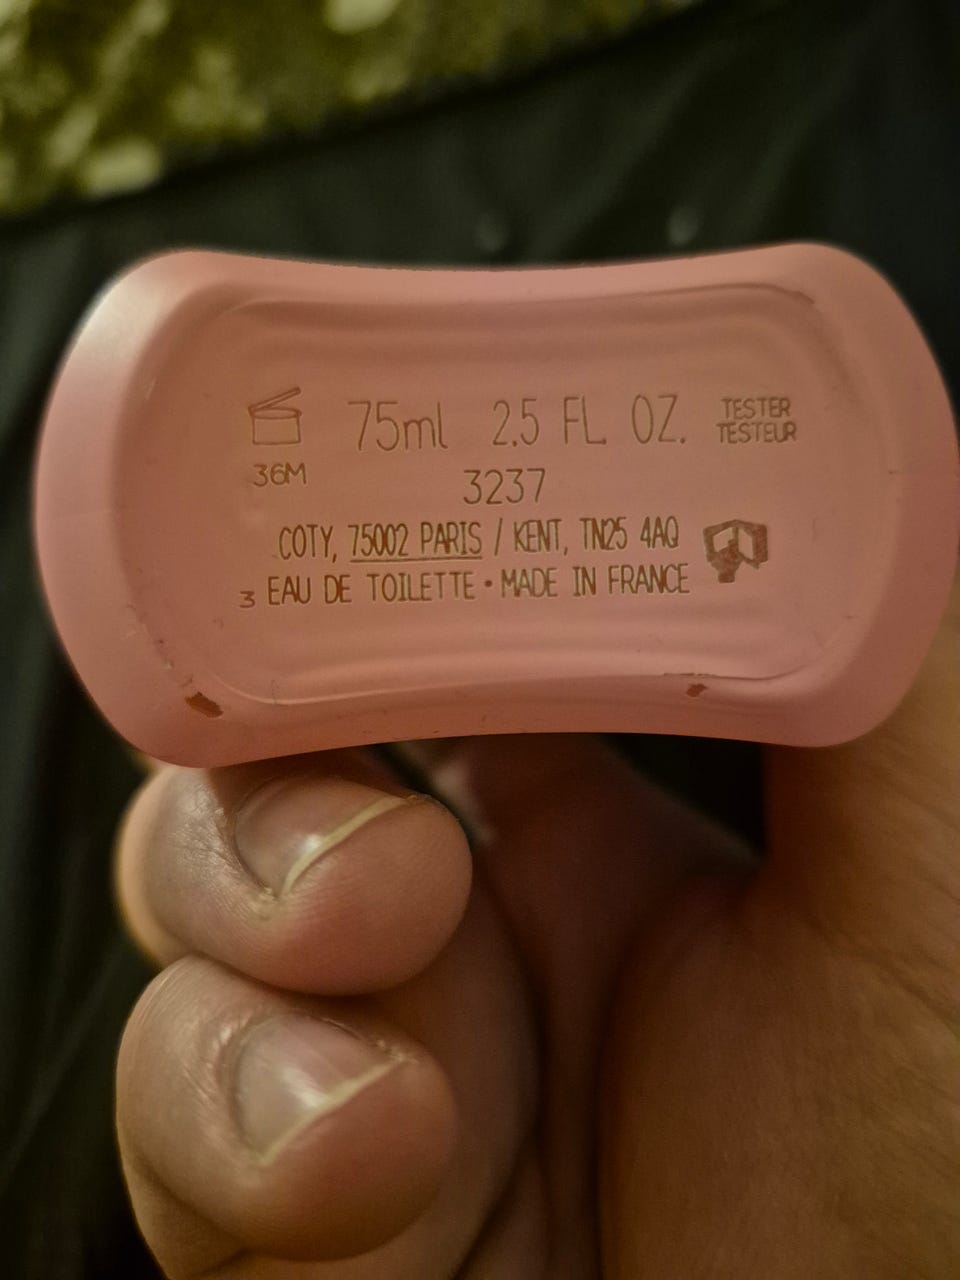 75ml 2.5 FL. OZ. TESTER
TESTEUR
36M
3237
COTY, 75002 PARIS / KENT, TN25 4AQ
3 EAU DE TOILETTE • MADE IN FRANCE